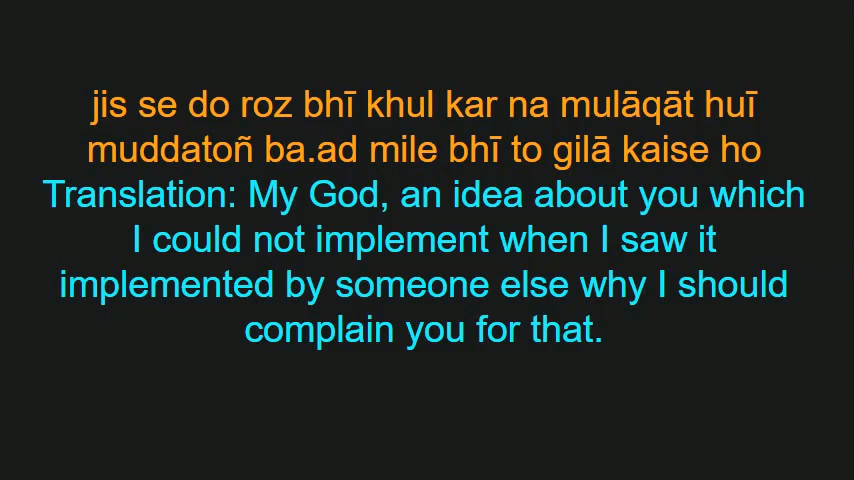 jis se do roz bhī khul kar na mulāqāt huī
muddatoñ ba.ad mile bhī to gilā kaise ho
Translation: My God, an idea about you which
I could not implement when I saw it
implemented by someone else why I should
complain you for that.